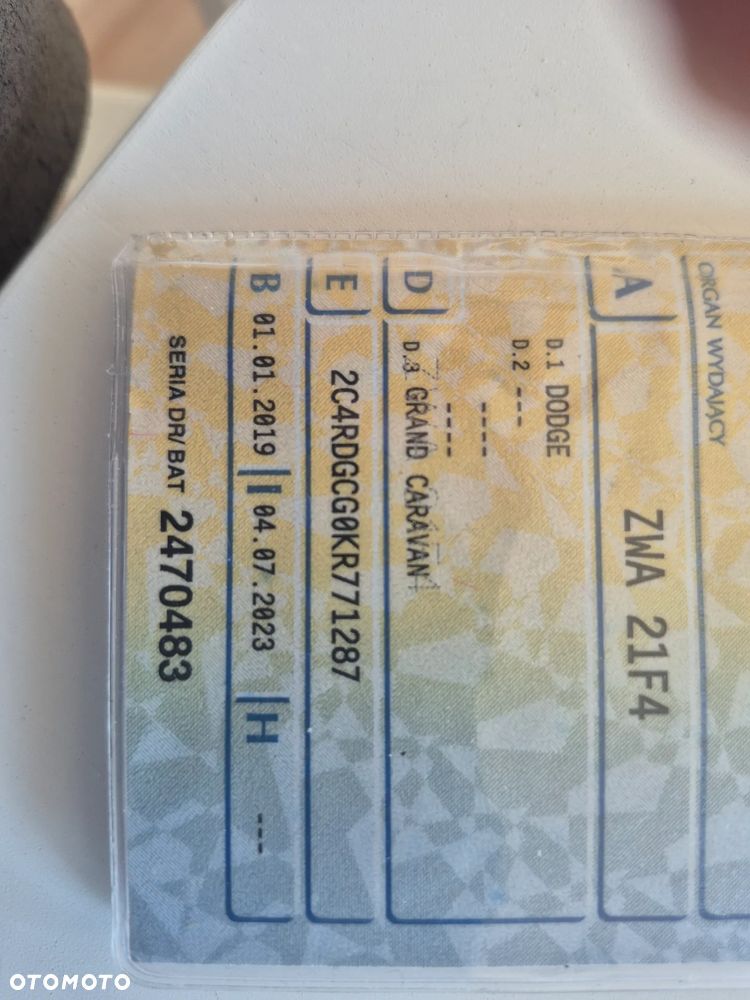 ORGAN WYDAJĄCY
A ZWA 21F4
D D.1 DODGE
D.2 ---
----
----
D.3 GRAND CARAVAN
E 2C4RDGCG0KR771287
B 01.01.2019 I 04.07.2023 H ---
SERIA DR/BAT 2470483
OTOMOTO